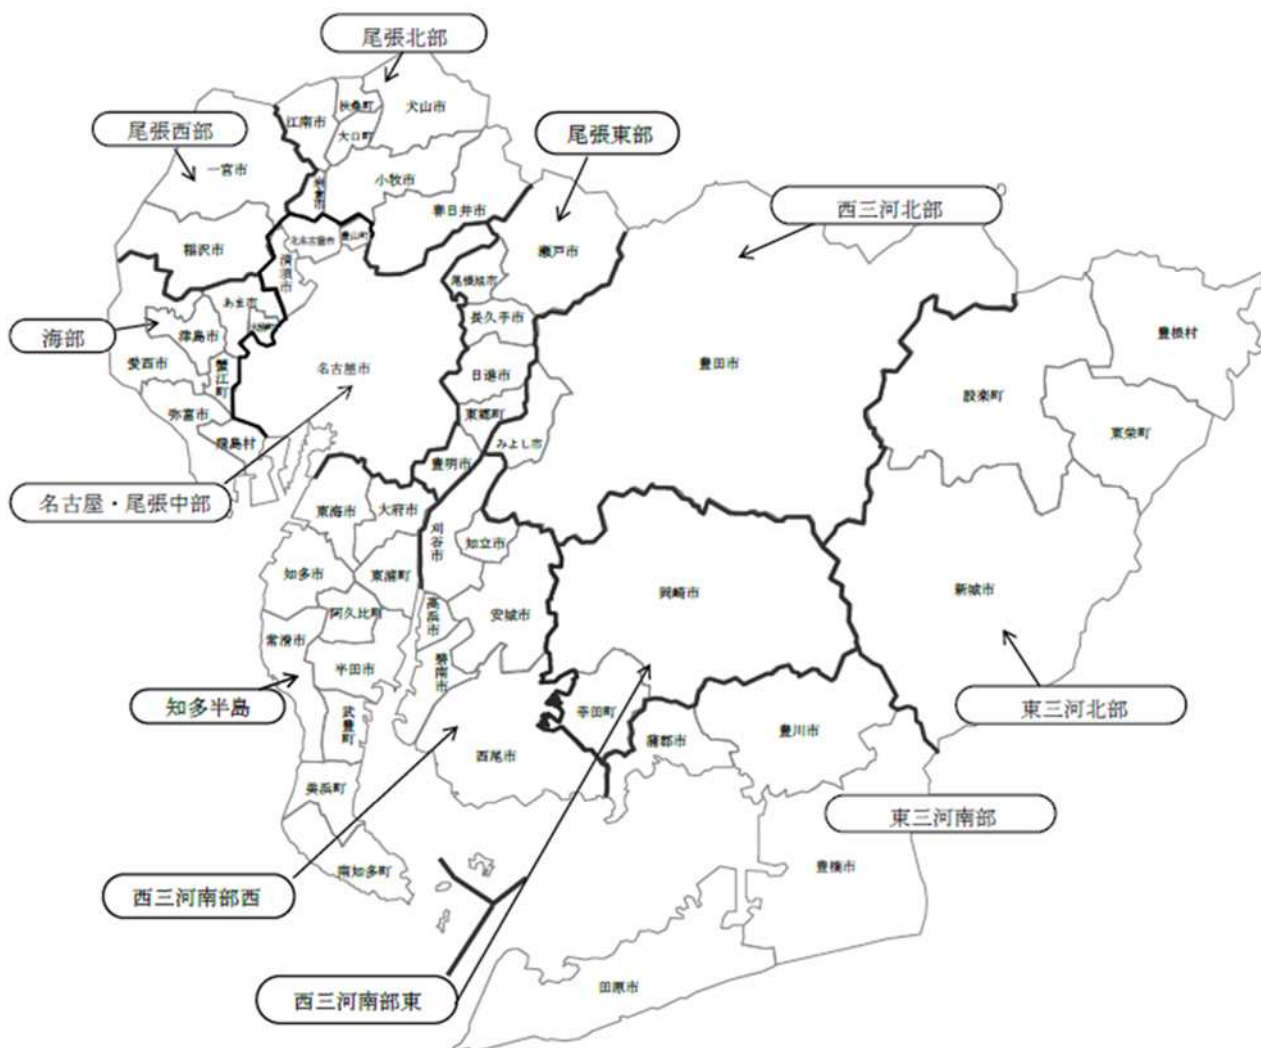 尾張北部
扶桑町
犬山市
江南市
大口町
尾張西部
尾張東部
一宮市
小牧市
岩倉市
春日井市
西三河北部
稲沢市
北名古屋市
豊山町
瀬戸市
清須市
尾張旭市
あま市
大治町
長久手市
海部
津島市
豊根村
愛西市
蟹江町
名古屋市
日進市
豊田市
設楽町
弥富市
東郷町
東栄町
飛島村
みよし市
豊明市
名古屋・尾張中部
東海市
大府市
刈谷市
知立市
知多市
東浦町
岡崎市
新城市
阿久比町
高浜市
安城市
常滑市
半田市
碧南市
知多半島
武豊町
幸田町
東三河北部
蒲郡市
豊川市
西尾市
美浜町
東三河南部
南知多町
豊橋市
西三河南部西
西三河南部東
田原市